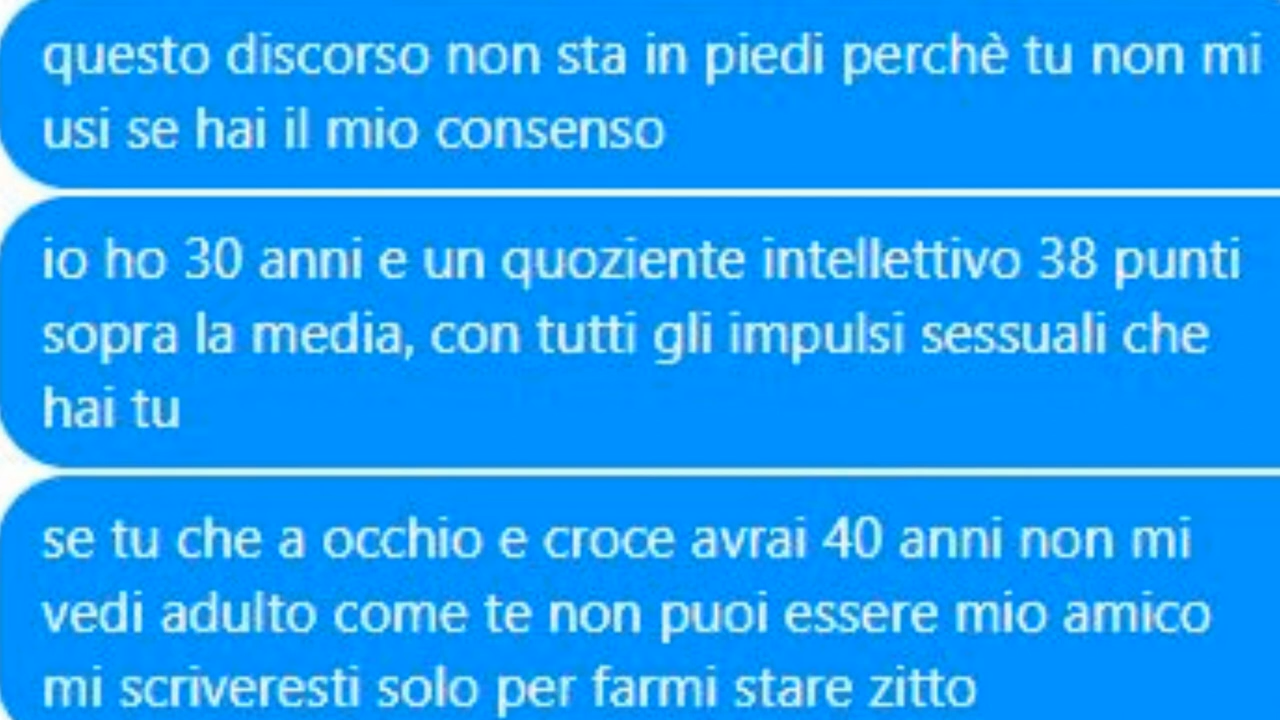 questo discorso non sta in piedi perchè tu non mi
usi se hai il mio consenso
io ho 30 anni e un quoziente intellettivo 38 punti
sopra la media, con tutti gli impulsi sessuali che
hai tu
se tu che a occhio e croce avrai 40 anni non mi
vedi adulto come te non puoi essere mio amico
mi scriveresti solo per farmi stare zitto